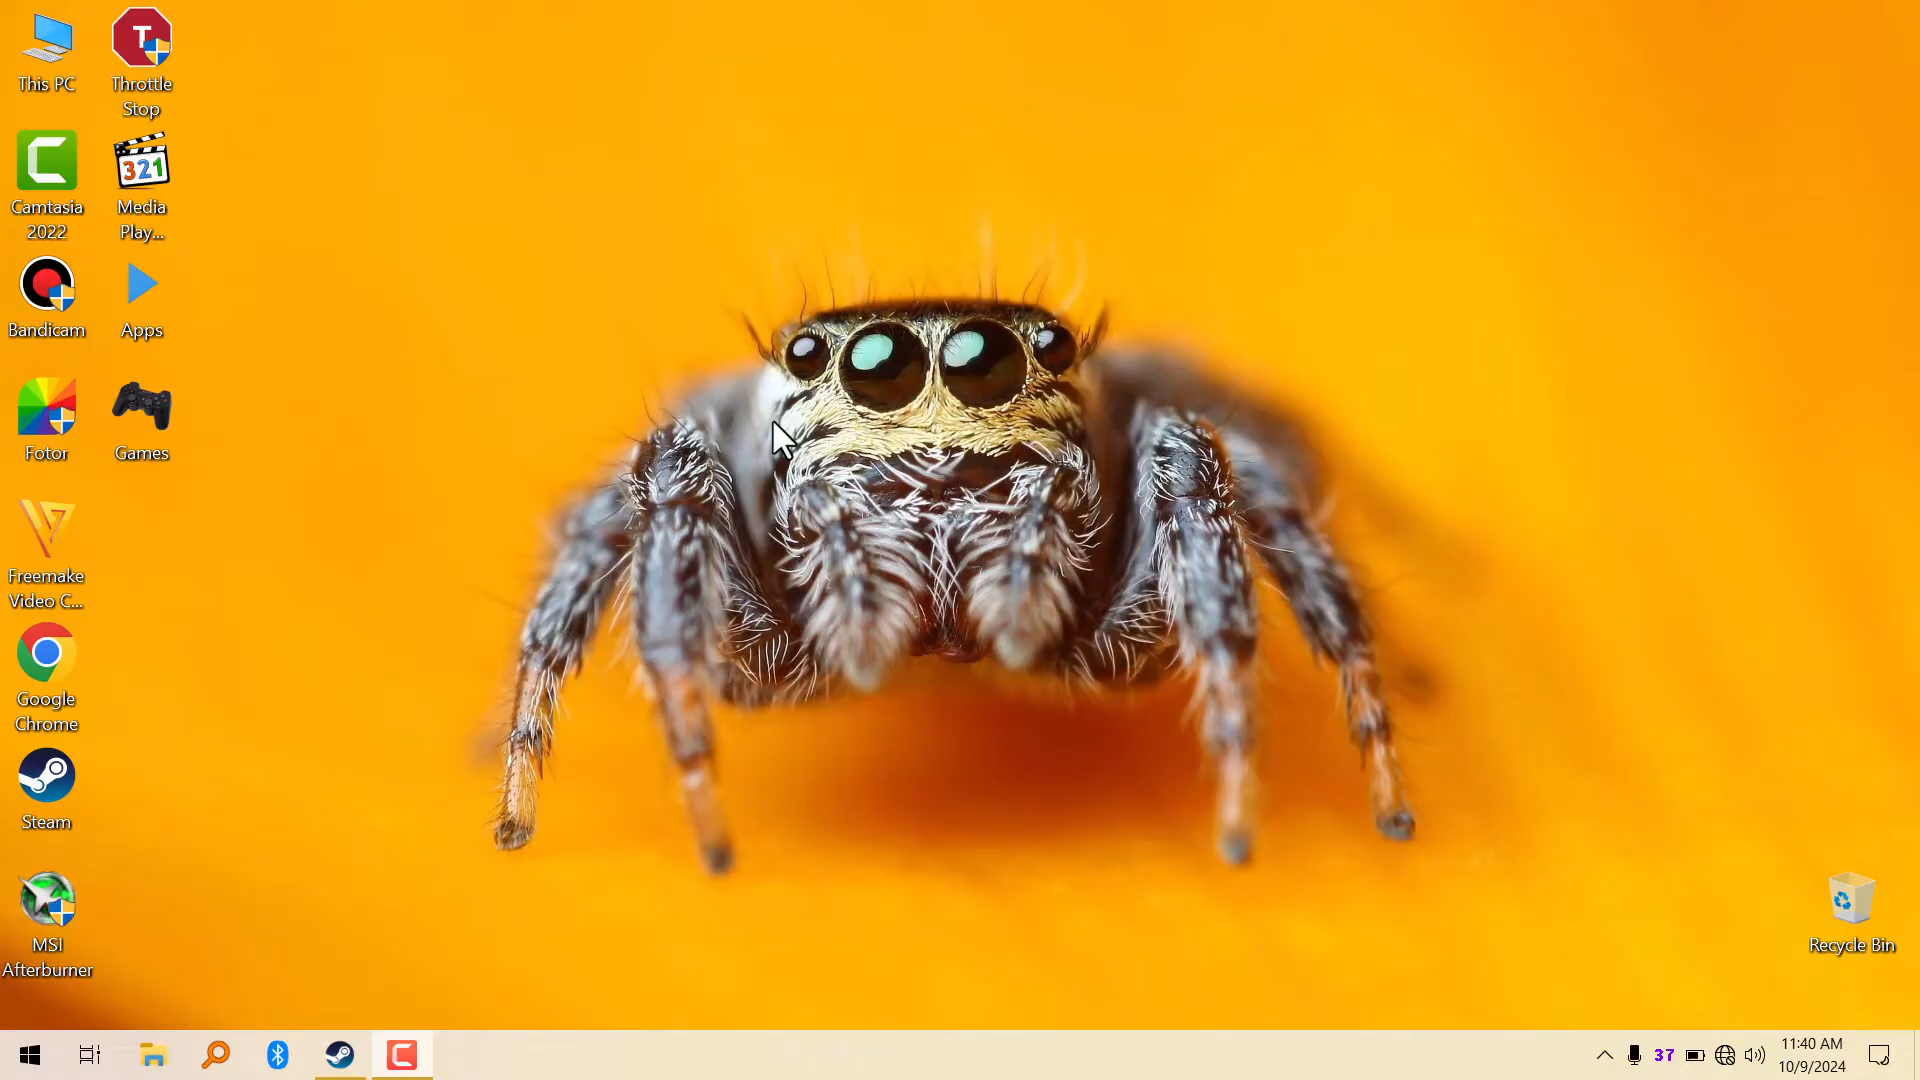 This PC
Throttle
Stop
T
Camtasia
2022
321
Media
Play...
Bandicam
Apps
Fotor
Games
Freemake
Video C...
Google
Chrome
Steam
MSI
Afterburner
Recycle Bin
37
11:40 AM
10/9/2024